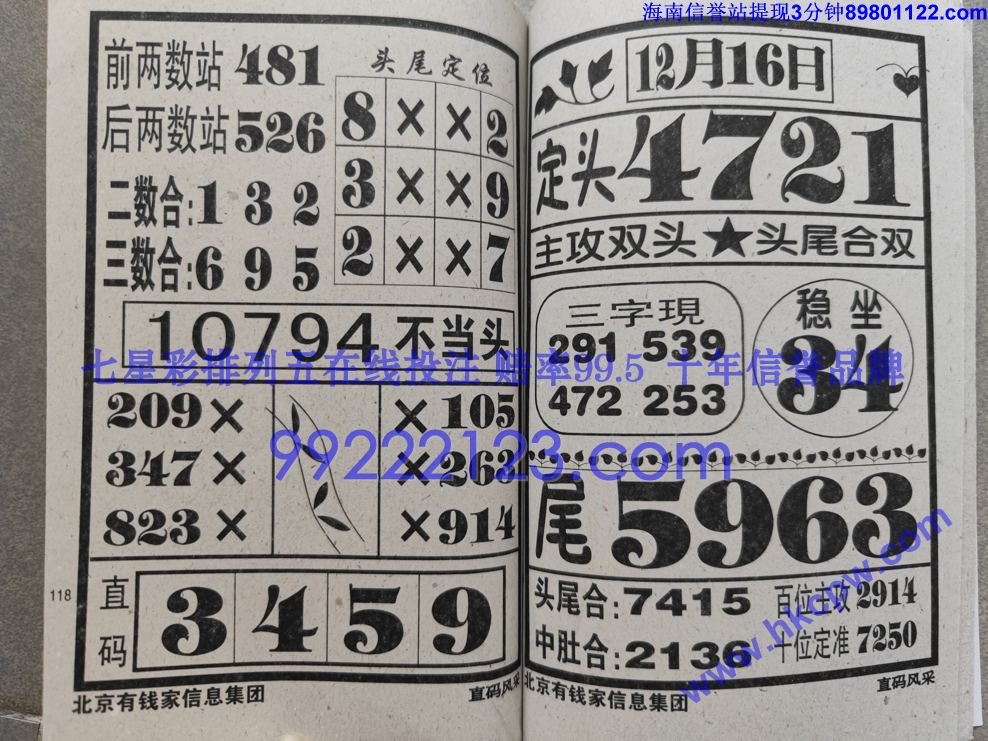 海南信誉站提现3分钟89801122.com
前两数站 481
后两数站 526
二数合:1 3 2
三数合:6 9 5
头尾定位
8 × × 2
3 × × 9
2 × × 7
10794 不当头
七星彩排列五在线投注 赔率99.5 十年信誉品牌
209×
347×
823×
×105
×263
×914
99222123.com
直码
3 4 5 9
118
北京有钱家信息集团
直码风采
12月16日
定头 4721
主攻双头★头尾合双
三字現
291 539
472 253
稳坐
34
尾 5963
头尾合:7415
中肚合:2136
百位主攻 2914
十位定准 7250
www.hkcpw.com
北京有钱家信息集团
直码风采